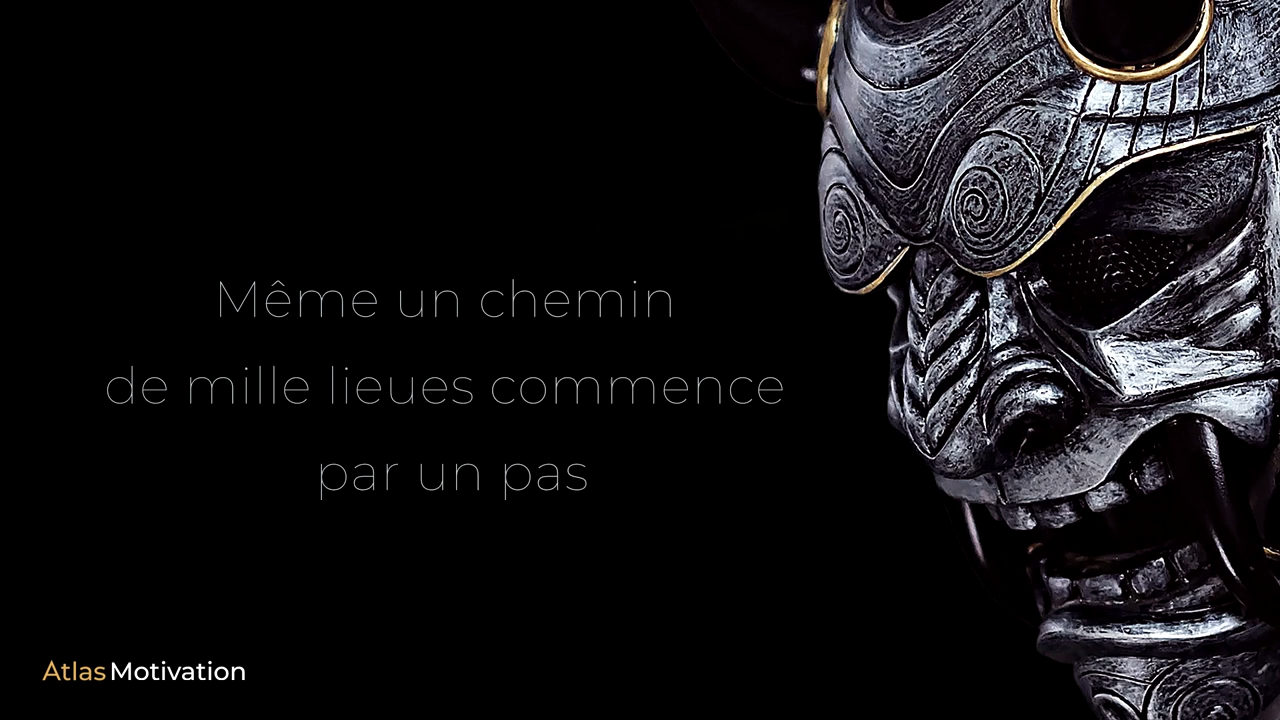 Même un chemin
de mille lieues commence
par un pas
Atlas Motivation